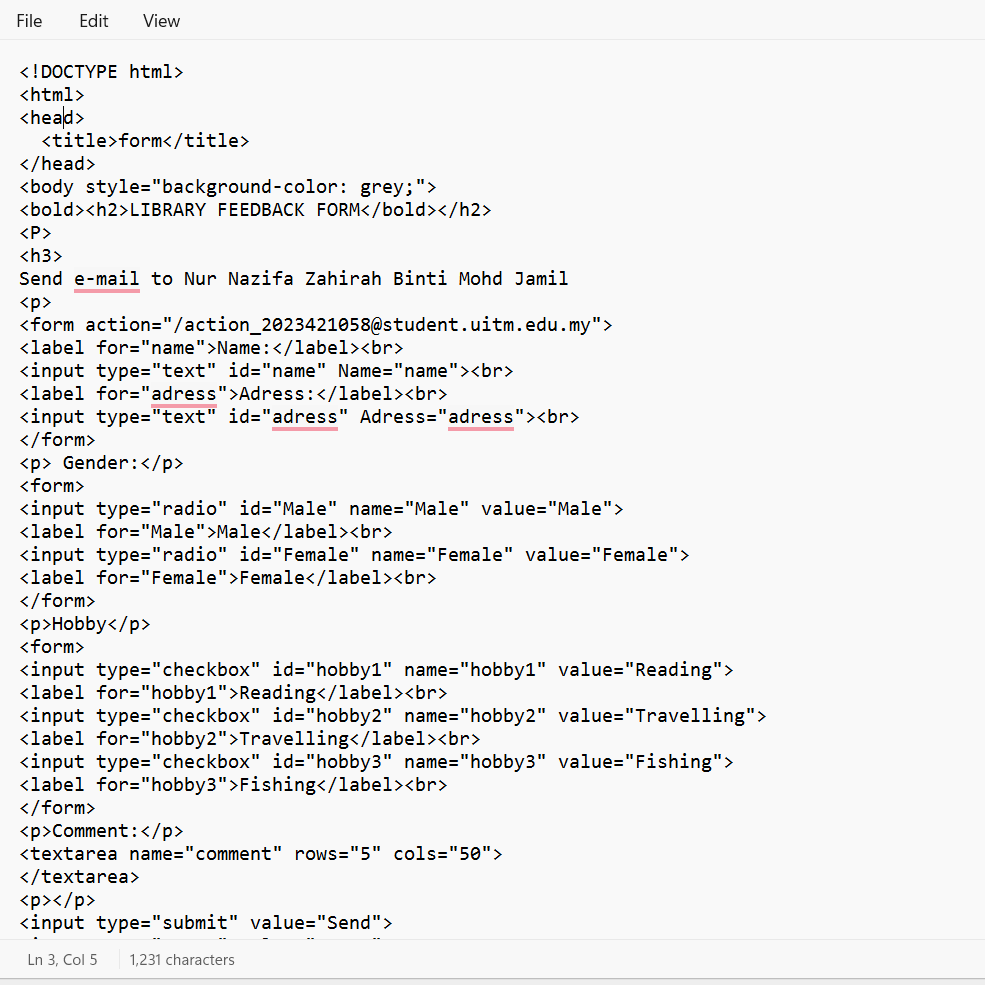 File Edit View
<!DOCTYPE html>
<html>
<head>
  <title>form</title>
</head>
<body style="background-color: grey;">
<bold><h2>LIBRARY FEEDBACK FORM</bold></h2>
<P>
<h3>
Send e-mail to Nur Nazifa Zahirah Binti Mohd Jamil
<p>
<form action="/action_2023421058@student.uitm.edu.my">
<label for="name">Name:</label><br>
<input type="text" id="name" Name="name"><br>
<label for="adress">Adress:</label><br>
<input type="text" id="adress" Adress="adress"><br>
</form>
<p> Gender:</p>
<form>
<input type="radio" id="Male" name="Male" value="Male">
<label for="Male">Male</label><br>
<input type="radio" id="Female" name="Female" value="Female">
<label for="Female">Female</label><br>
</form>
<p>Hobby</p>
<form>
<input type="checkbox" id="hobby1" name="hobby1" value="Reading">
<label for="hobby1">Reading</label><br>
<input type="checkbox" id="hobby2" name="hobby2" value="Travelling">
<label for="hobby2">Travelling</label><br>
<input type="checkbox" id="hobby3" name="hobby3" value="Fishing">
<label for="hobby3">Fishing</label><br>
</form>
<p>Comment:</p>
<textarea name="comment" rows="5" cols="50">
</textarea>
<p></p>
<input type="submit" value="Send">
Ln 3, Col 5 1,231 characters